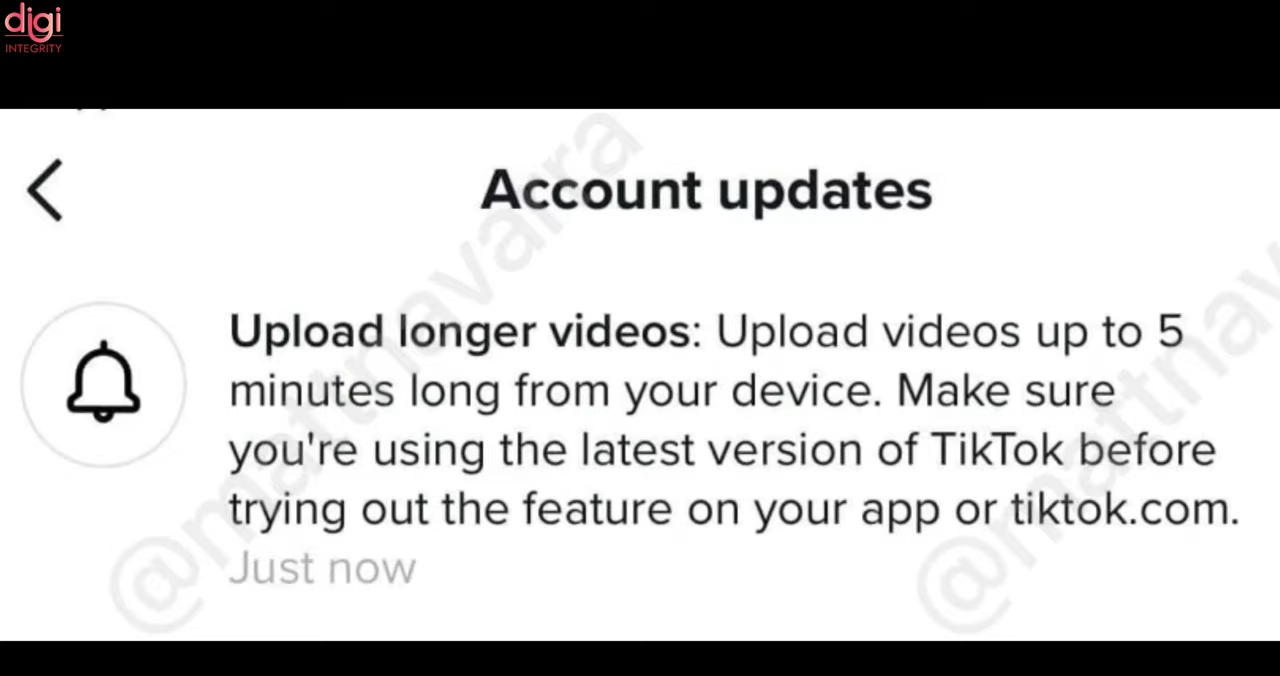 digi
INTEGRITY
Account updates
Upload longer videos: Upload videos up to 5
minutes long from your device. Make sure
you're using the latest version of TikTok before
trying out the feature on your app or tiktok.com.
Just now
@mattnavarra
@mattnav